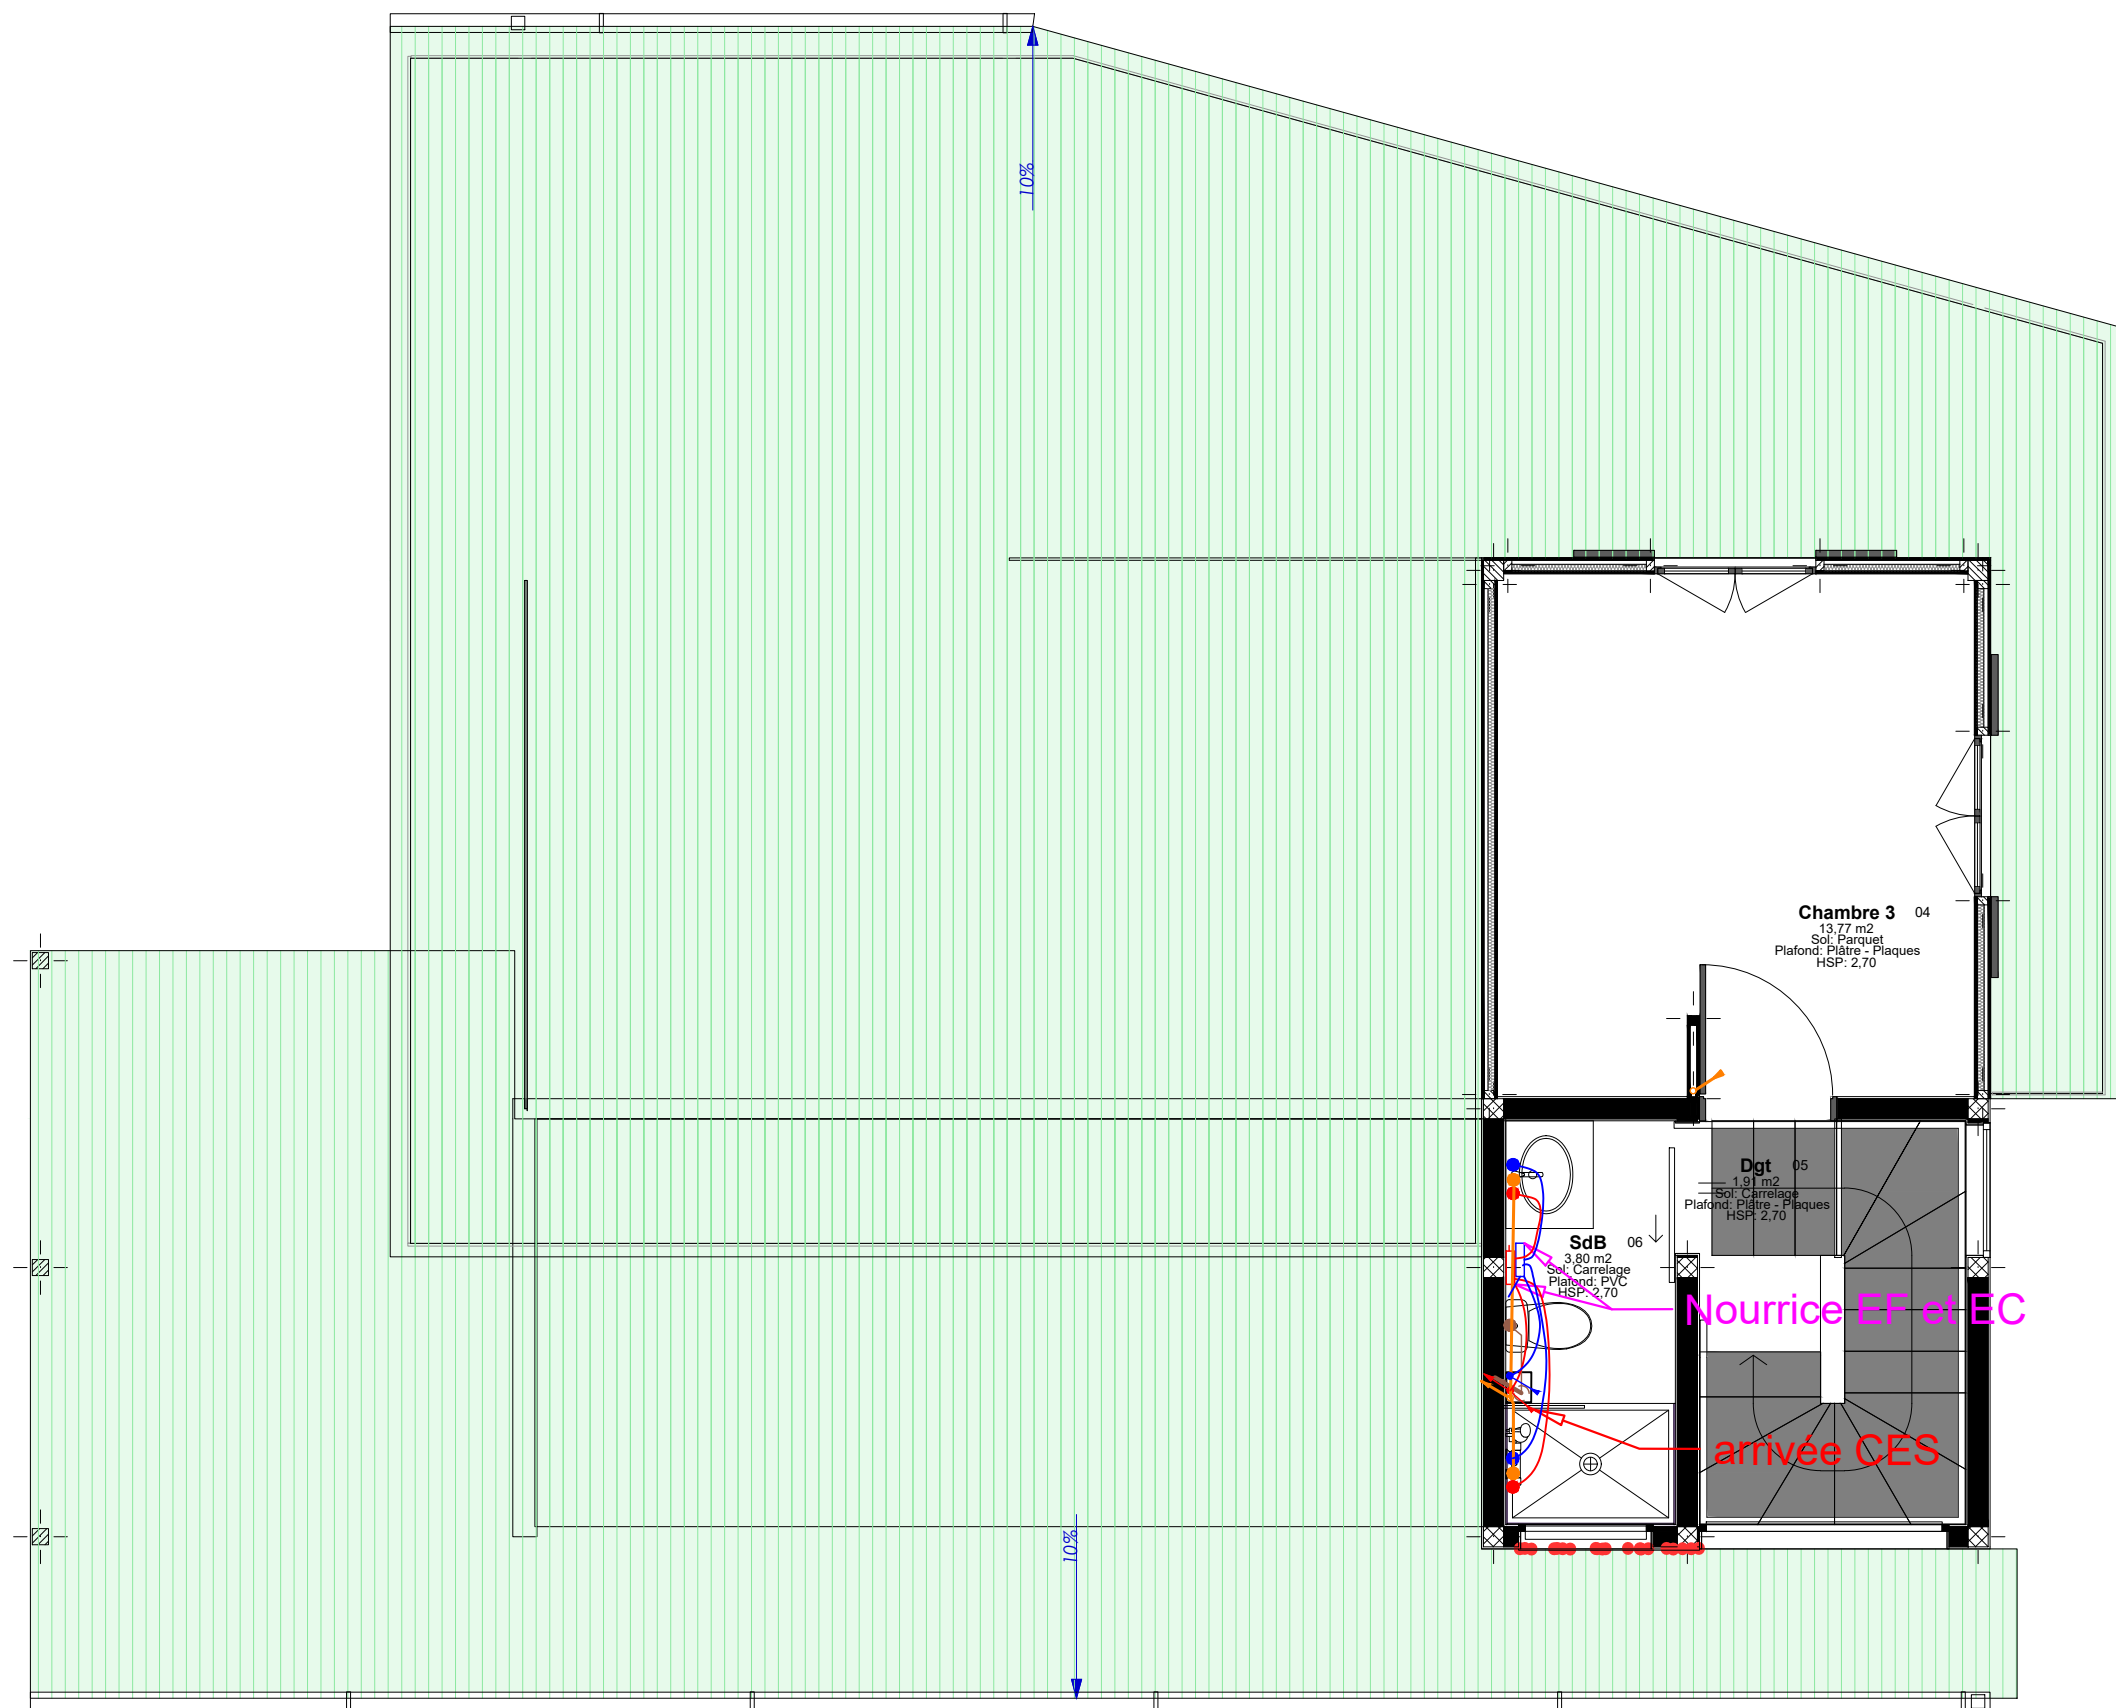 10%
Chambre 3 04
13,77 m2
Sol: Parquet
Plafond: Plâtre - Plaques
HSP: 2,70
Dgt 05
1,91 m2
Sol: Carrelage
Plafond: Plâtre - Plaques
HSP: 2,70
SdB 06
3,80 m2
Sol: Carrelage
Plafond: PVC
HSP: 2,70
Nourrice EF et EC
arrivée CES
10%